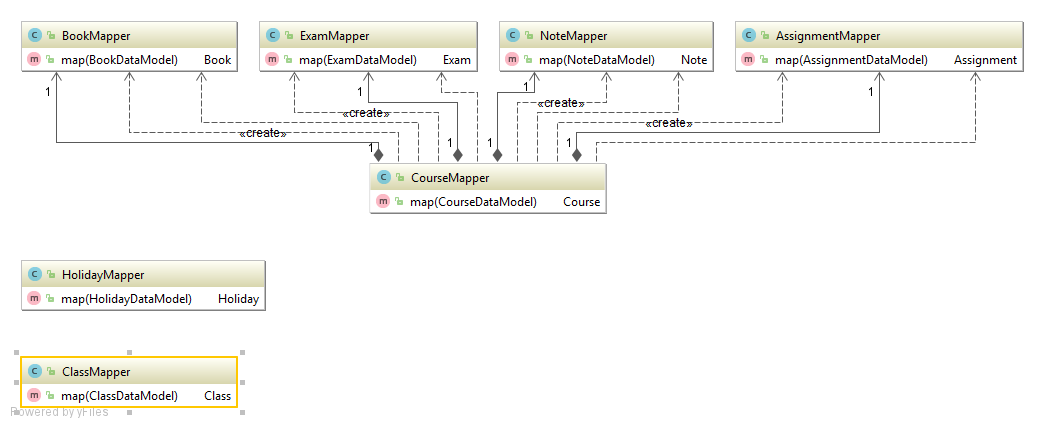 C BookMapper
m map(BookDataModel) Book
C ExamMapper
m map(ExamDataModel) Exam
C NoteMapper
m map(NoteDataModel) Note
C AssignmentMapper
m map(AssignmentDataModel) Assignment
1
1
1
1
«create»
«create»
«create»
«create»
1
1
1
1
C CourseMapper
m map(CourseDataModel) Course
C HolidayMapper
m map(HolidayDataModel) Holiday
C ClassMapper
m map(ClassDataModel) Class
Powered by yFiles